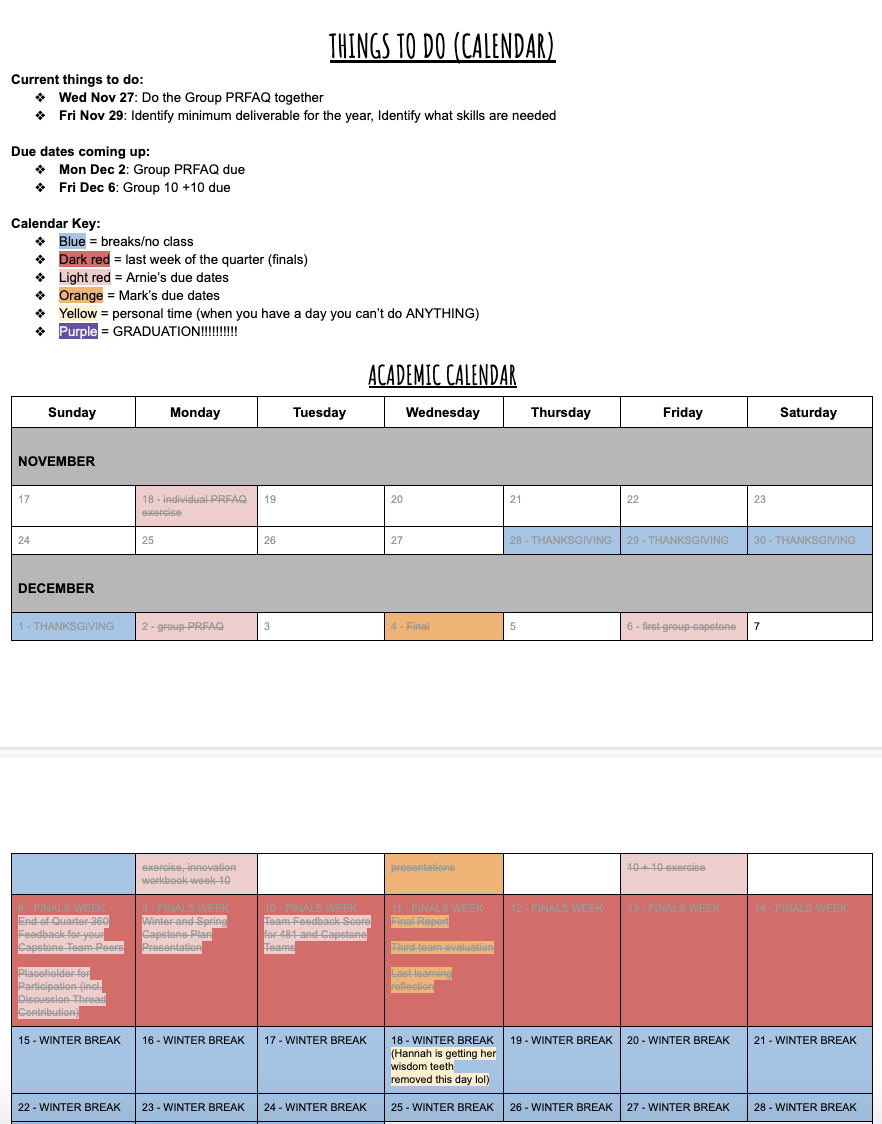 THINGS TO DO (CALENDAR)
Current things to do:
❖ Wed Nov 27: Do the Group PRFAQ together
❖ Fri Nov 29: Identify minimum deliverable for the year, Identify what skills are needed
Due dates coming up:
❖ Mon Dec 2: Group PRFAQ due
❖ Fri Dec 6: Group 10 +10 due
Calendar Key:
❖ Blue = breaks/no class
❖ Dark red = last week of the quarter (finals)
❖ Light red = Arnie's due dates
❖ Orange = Mark's due dates
❖ Yellow = personal time (when you have a day you can't do ANYTHING)
❖ Purple = GRADUATION!!!!!!!!!!
ACADEMIC CALENDAR
Sunday Monday Tuesday Wednesday Thursday Friday Saturday
NOVEMBER
17
18 - individual PRFAQ
exercise
19
20
21
22
23
24
25
26
27
28 - THANKSGIVING
29 - THANKSGIVING
30 - THANKSGIVING
DECEMBER
1 - THANKSGIVING
2 - group PRFAQ
3
4 - Final
5
6 - first group capstone
7
exercise, innovation
workbook week 10
presentations
10 + 10 exercise
8 - FINALS WEEK
End of Quarter 360
Feedback for your
Capstone Team Peers
Placeholder for
Participation (incl.
Discussion Thread
Contribution)
9 - FINALS WEEK
Winter and Spring
Capstone Plan
Presentation
10 - FINALS WEEK
Team Feedback Score
for 481 and Capstone
Teams
11 - FINALS WEEK
Final Report
Third team evaluation
Last learning
reflection
12 - FINALS WEEK
13 - FINALS WEEK
14 - FINALS WEEK
15 - WINTER BREAK
16 - WINTER BREAK
17 - WINTER BREAK
18 - WINTER BREAK
(Hannah is getting her
wisdom teeth
removed this day lol)
19 - WINTER BREAK
20 - WINTER BREAK
21 - WINTER BREAK
22 - WINTER BREAK
23 - WINTER BREAK
24 - WINTER BREAK
25 - WINTER BREAK
26 - WINTER BREAK
27 - WINTER BREAK
28 - WINTER BREAK